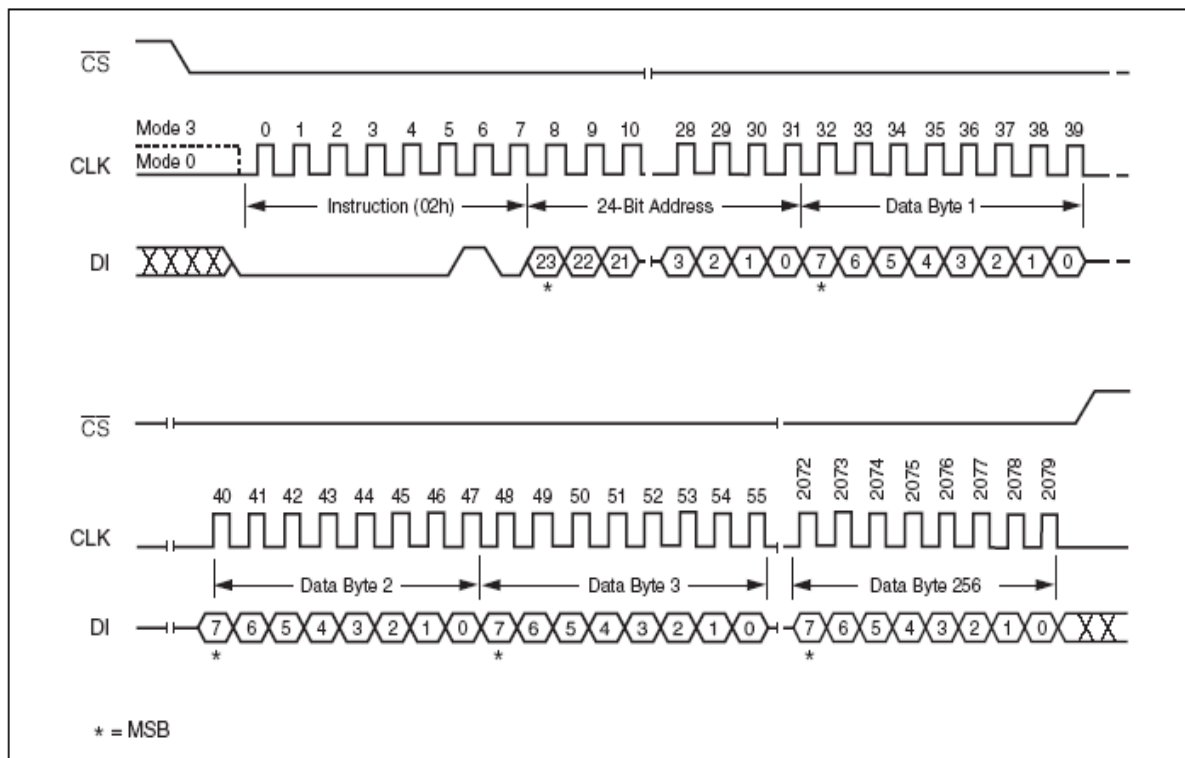 CS
Mode 3
0 1 2 3 4 5 6 7 8 9 10 28 29 30 31 32 33 34 35 36 37 38 39
CLK
Mode 0
Instruction (02h) 24-Bit Address Data Byte 1
DI X X X X 23 22 21 3 2 1 0 7 6 5 4 3 2 1 0
* *
CS
40 41 42 43 44 45 46 47 48 49 50 51 52 53 54 55 2072 2073 2074 2075 2076 2077 2078 2079
CLK
Data Byte 2 Data Byte 3 Data Byte 256
DI 7 6 5 4 3 2 1 0 7 6 5 4 3 2 1 0 7 6 5 4 3 2 1 0 X X
* * *
* = MSB